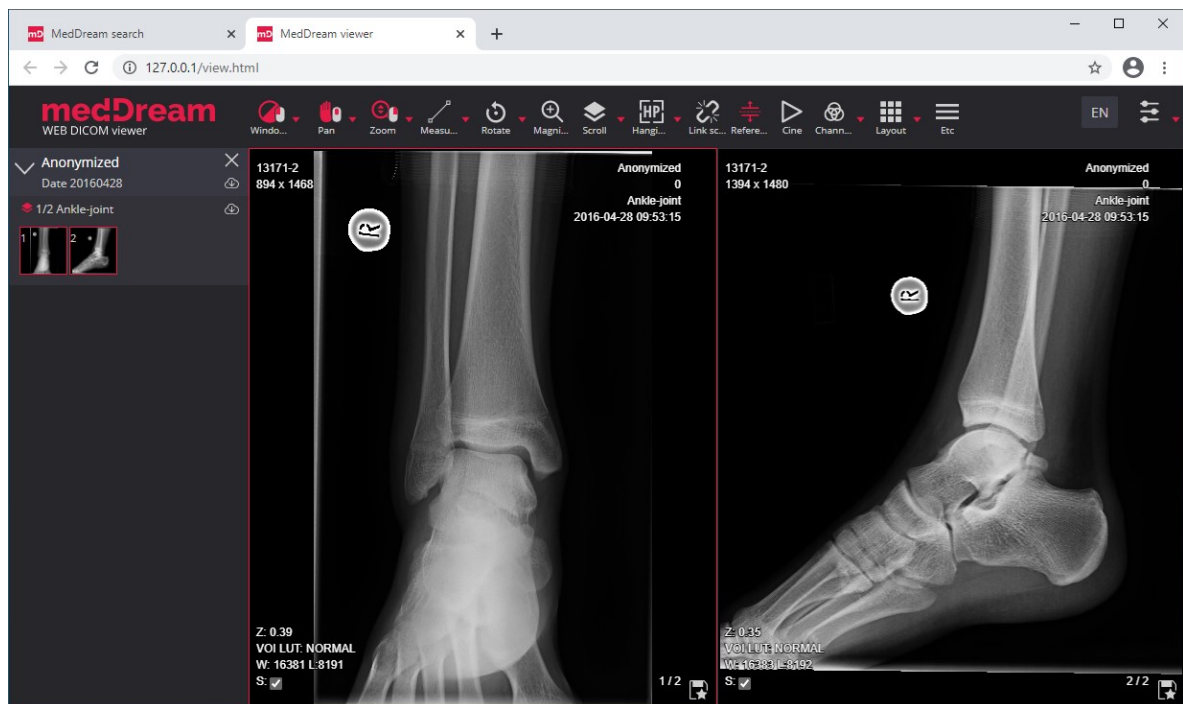 MedDream search
MedDream viewer
127.0.0.1/view.html
medDream
WEB DICOM viewer
Windo...
Pan
Zoom
Measu...
Rotate
Magni...
Scroll
HP
Hangi...
Link sc...
Refere...
Cine
Chann...
Layout
Etc
EN
Anonymized
Date 20160428
1/2 Ankle-joint
1
2
13171-2
894 x 1468
Anonymized
0
Ankle-joint
2016-04-28 09:53:15
R
Z: 0.39
VOI LUT: NORMAL
W: 16381 L:8191
S:
1/2
13171-2
1394 x 1480
Anonymized
0
Ankle-joint
2016-04-28 09:53:15
R
Z: 0.35
VOI LUT: NORMAL
W: 16383 L:8192
S:
2/2